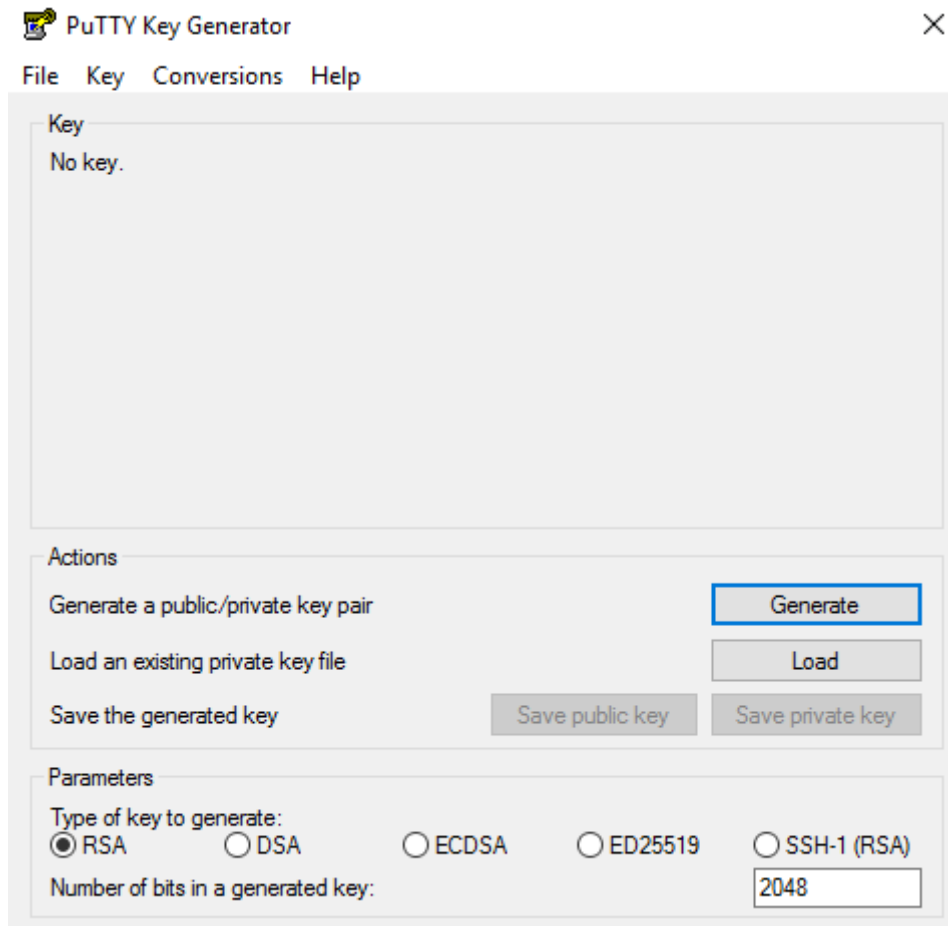 PuTTY Key Generator
File Key Conversions Help
Key
No key.
Actions
Generate a public/private key pair Generate
Load an existing private key file Load
Save the generated key Save public key Save private key
Parameters
Type of key to generate:
RSA DSA ECDSA ED25519 SSH-1 (RSA)
Number of bits in a generated key: 2048